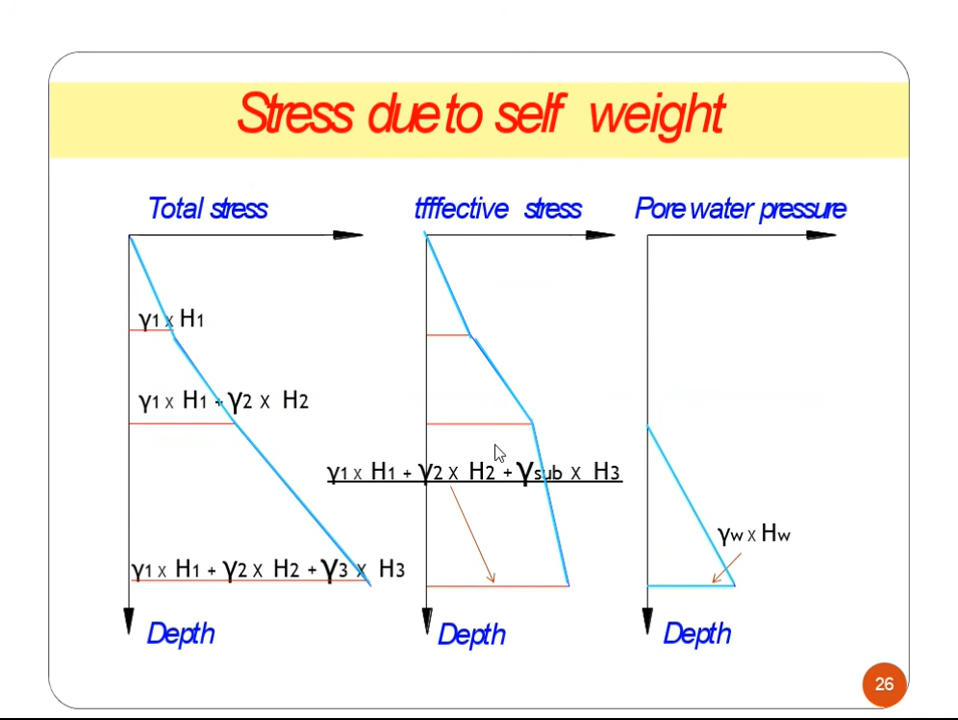 Stress due to self weight
Total stress
tfffective stress
Pore water pressure
γ1 x H1
γ1 x H1 + γ2 x H2
γ1 x H1 + γ2 x H2 + γsub x H3
γw x Hw
γ1 x H1 + γ2 x H2 + γ3 x H3
Depth
Depth
Depth
26